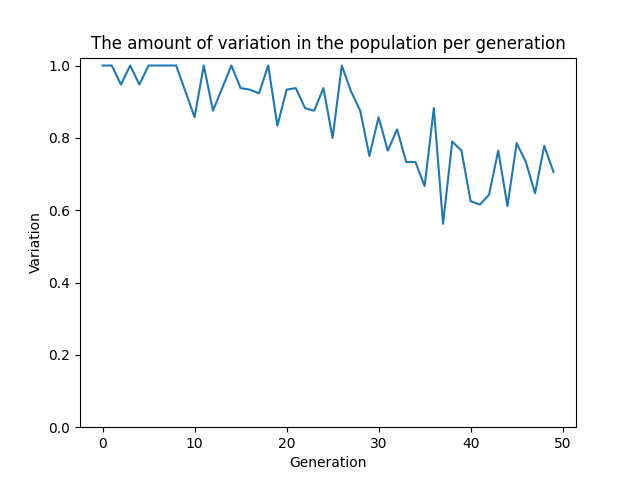 The amount of variation in the population per generation
1.0
0.8
0.6
0.4
0.2
0.0
Variation
0 10 20 30 40 50
Generation